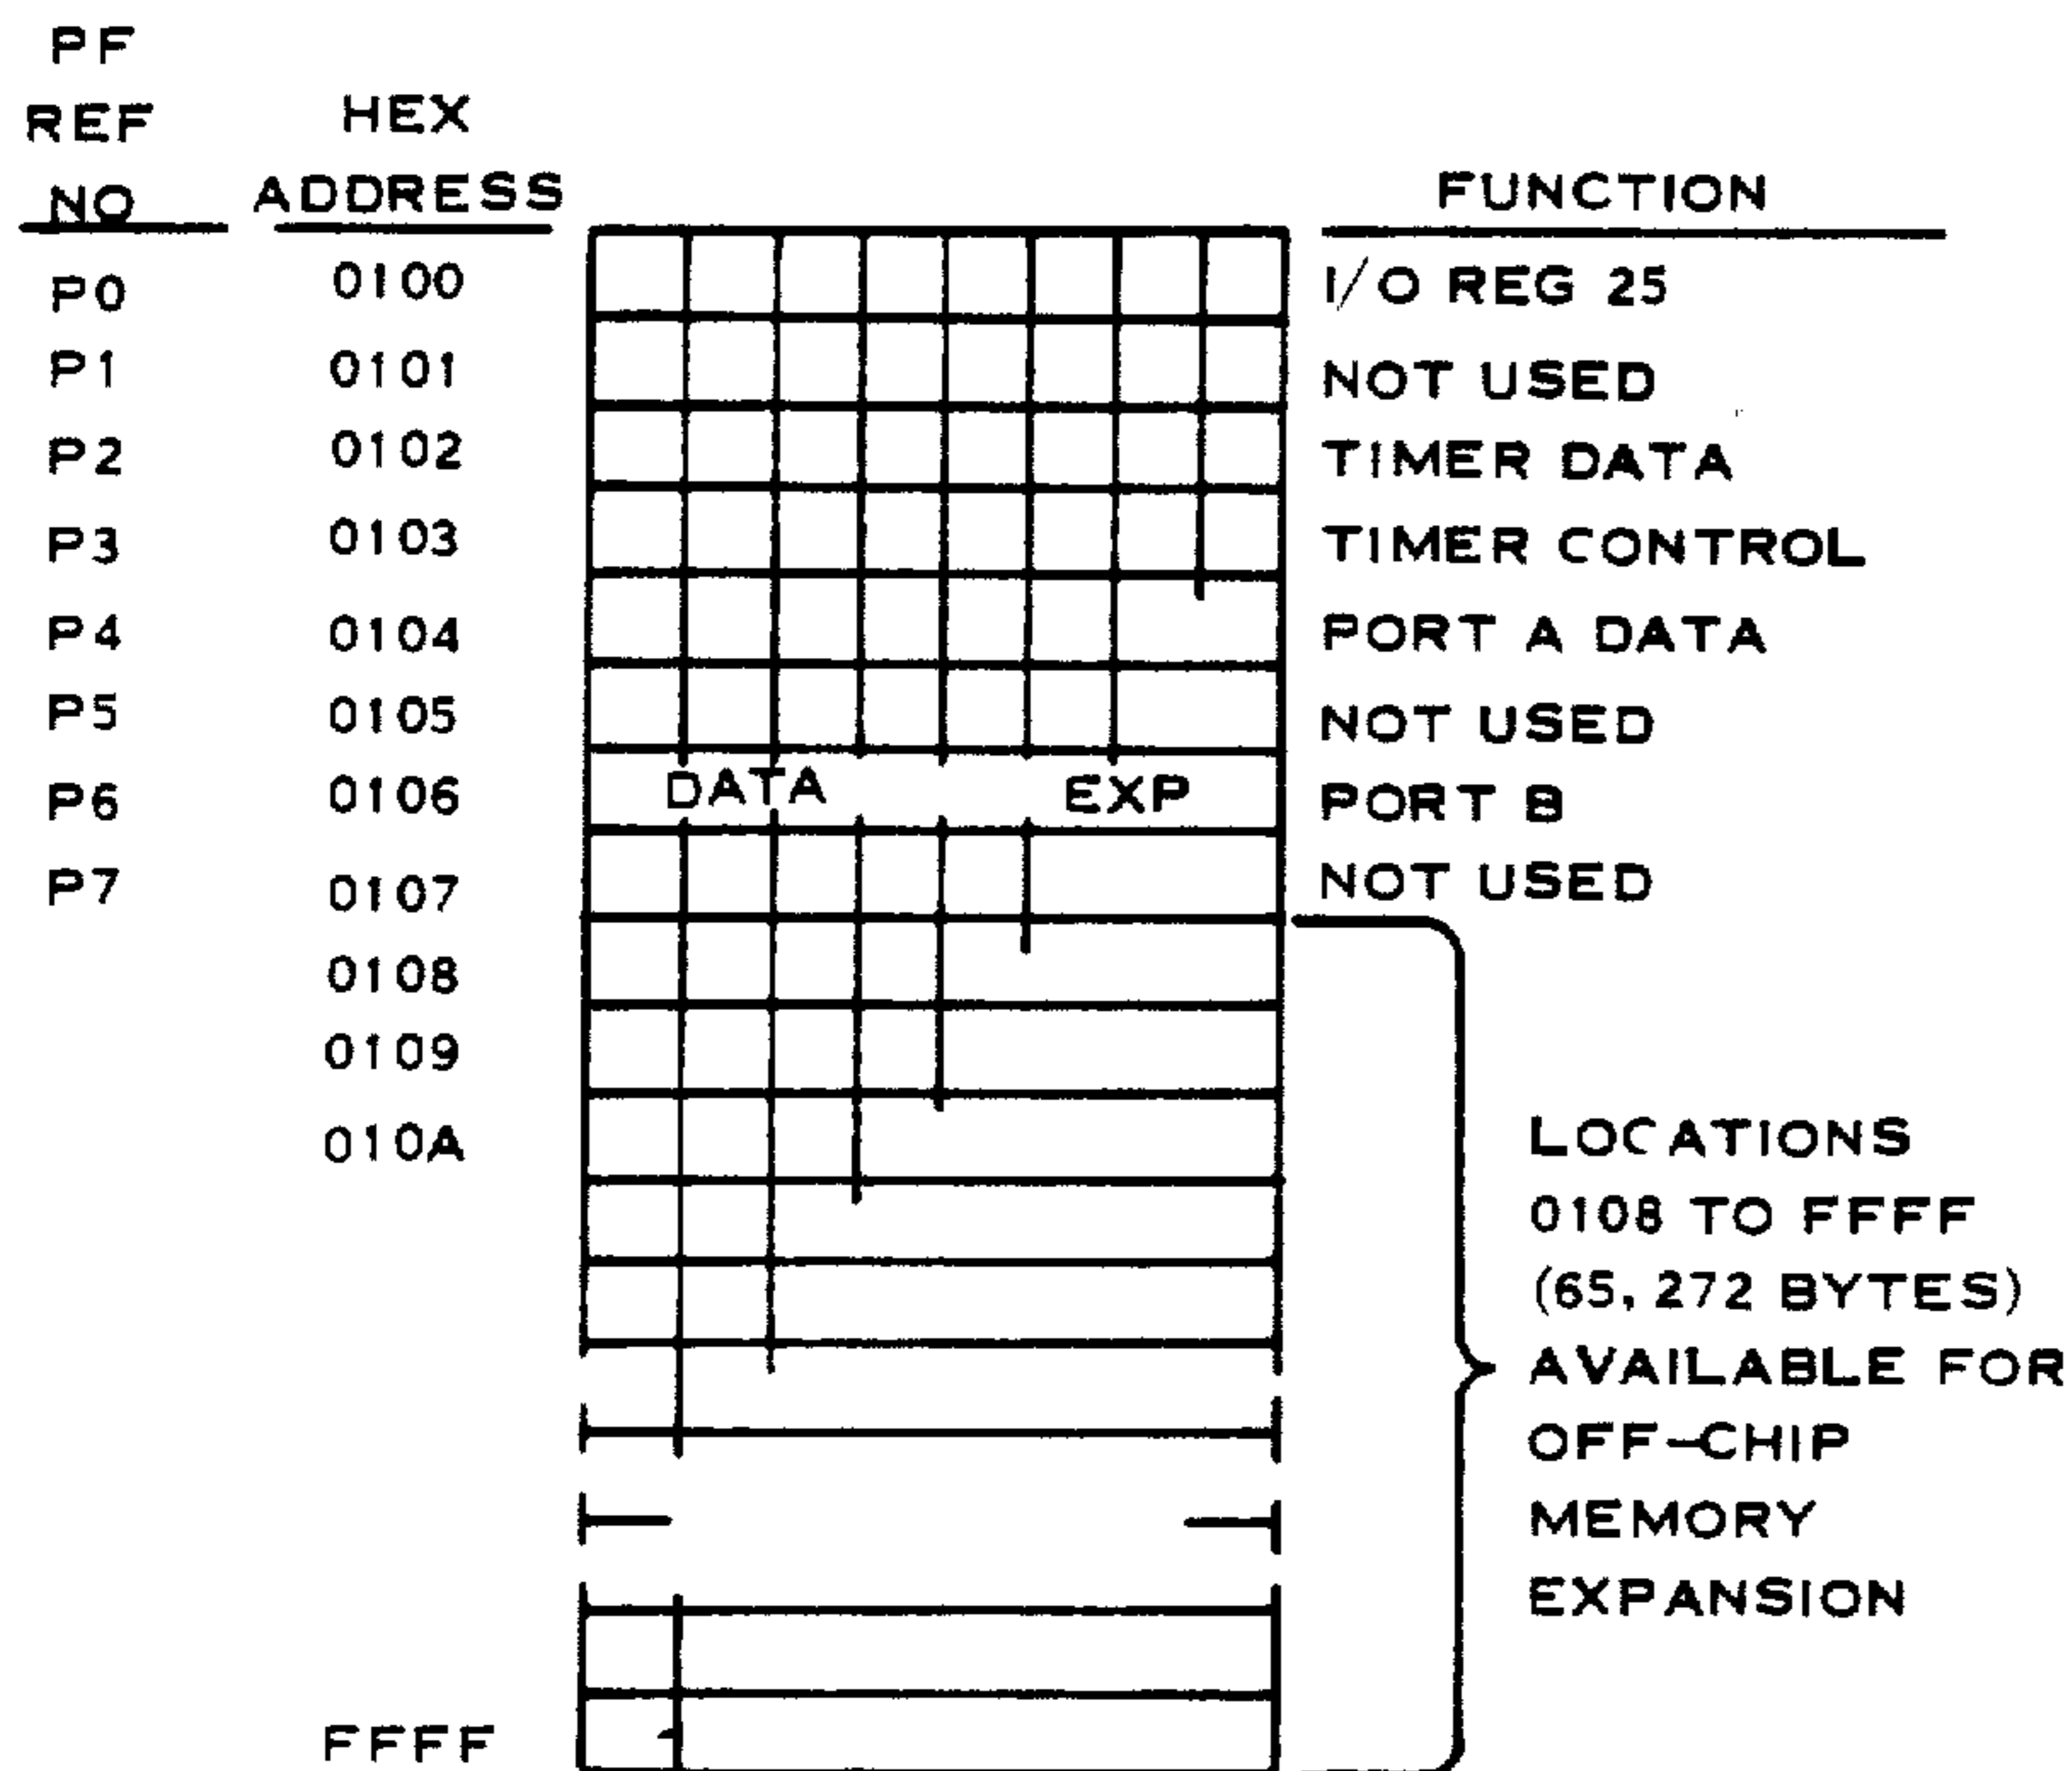 PF
REF
NO
HEX
ADDRESS
FUNCTION
P0 0100 I/O REG 25
P1 0101 NOT USED
P2 0102 TIMER DATA
P3 0103 TIMER CONTROL
P4 0104 PORT A DATA
P5 0105 NOT USED
P6 0106 DATA EXP PORT B
P7 0107 NOT USED
0108
0109
010A
LOCATIONS
0108 TO FFFF
(65,272 BYTES)
AVAILABLE FOR
OFF-CHIP
MEMORY
EXPANSION
FFFF